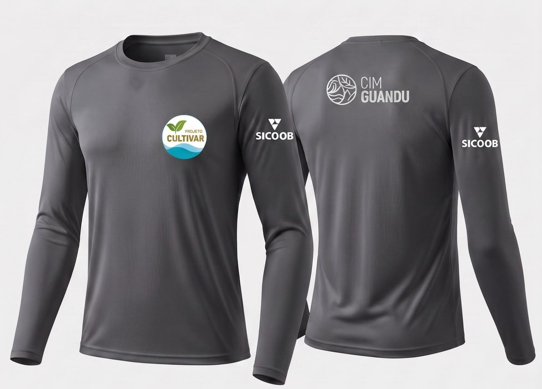 PROJETO
CULTIVAR
SICOOB
CIM
GUANDU
SICOOB